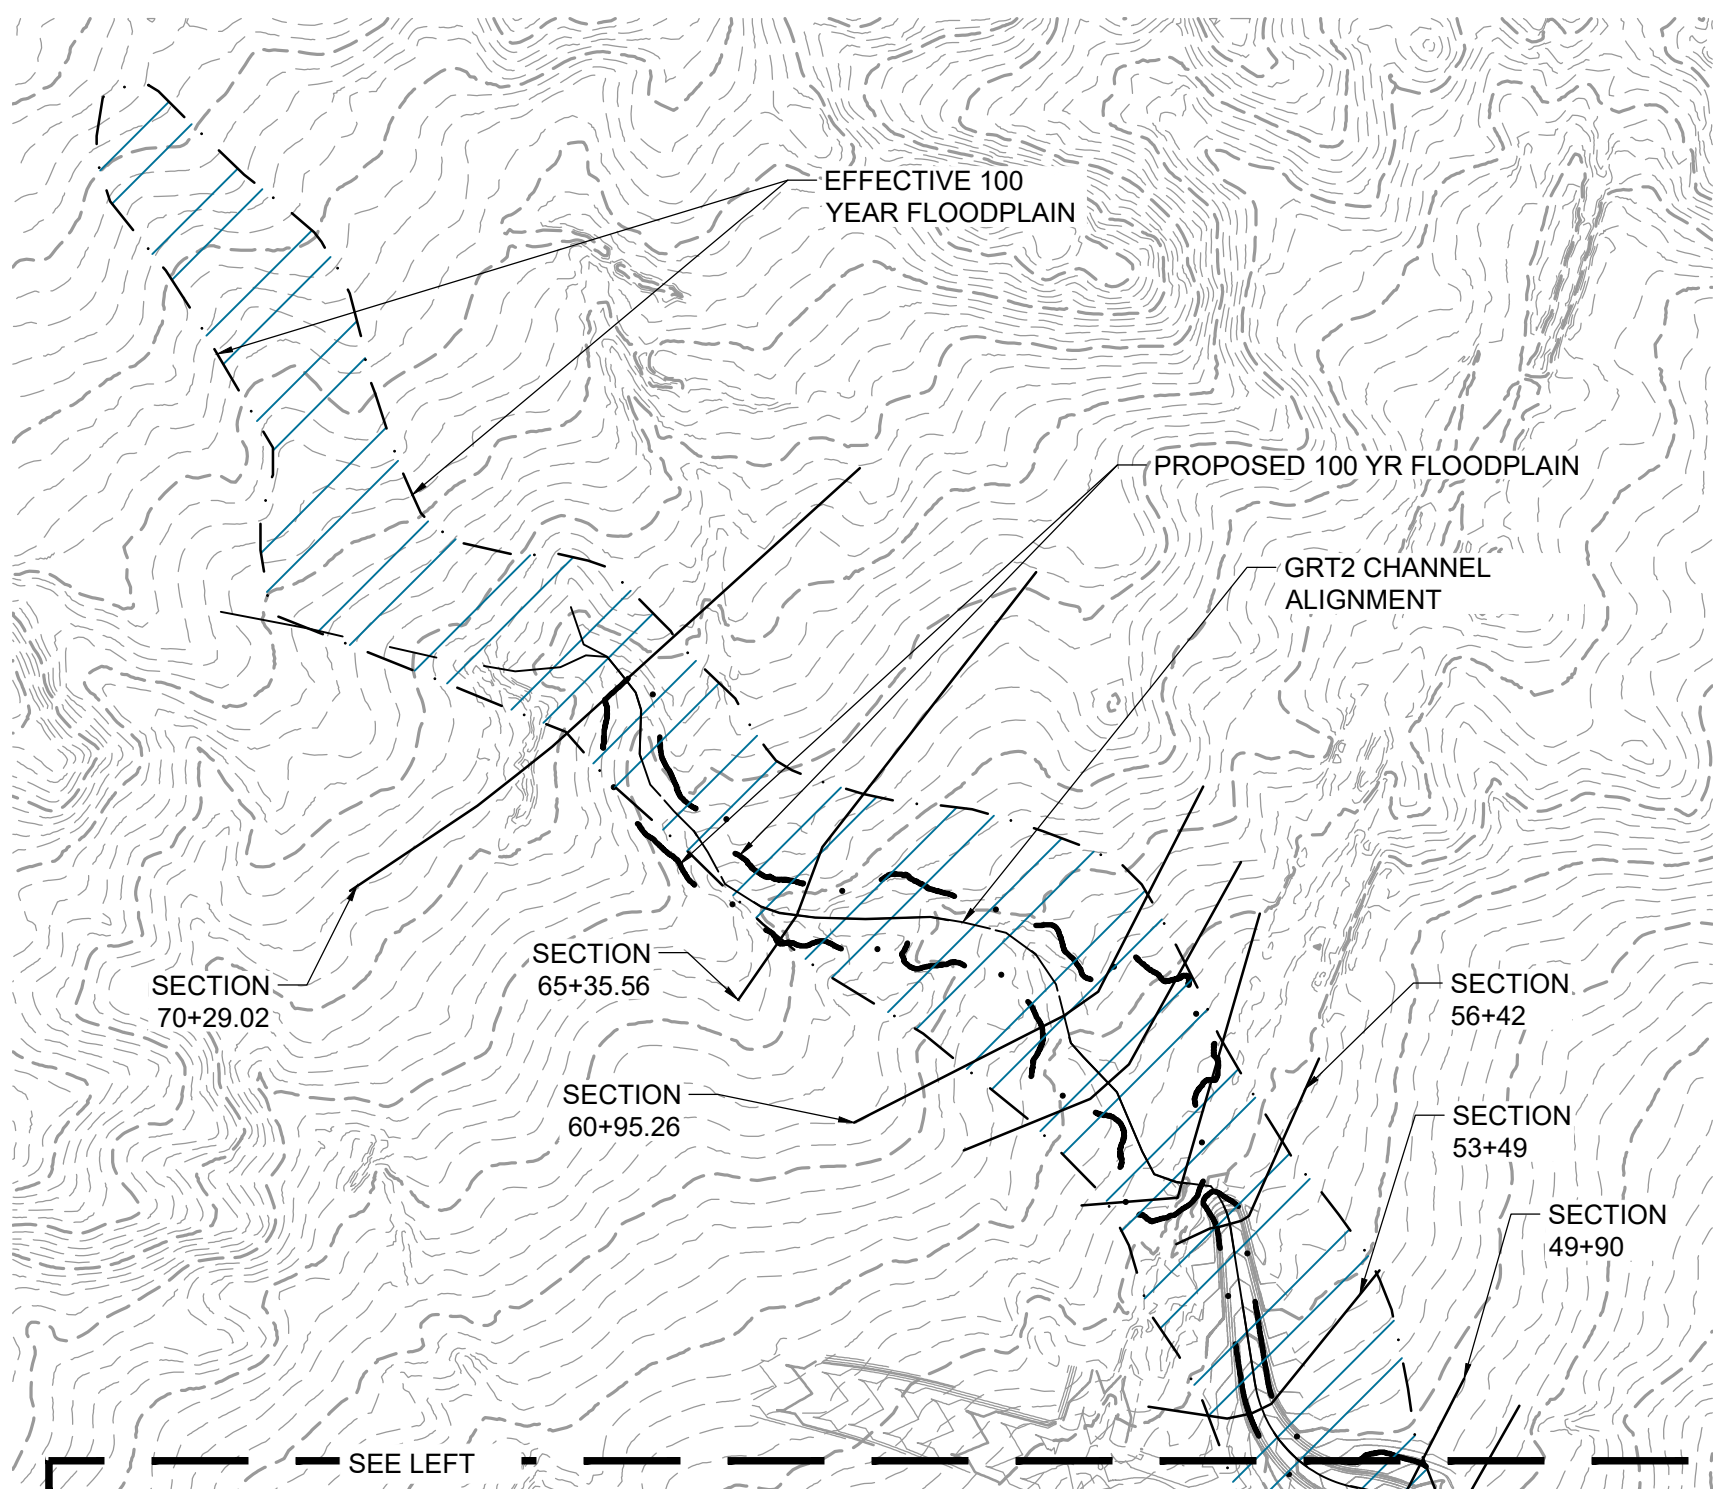 EFFECTIVE 100
YEAR FLOODPLAIN
PROPOSED 100 YR FLOODPLAIN
GRT2 CHANNEL
ALIGNMENT
SECTION
70+29.02
SECTION
65+35.56
SECTION
60+95.26
SECTION
56+42
SECTION
53+49
SECTION
49+90
SEE LEFT